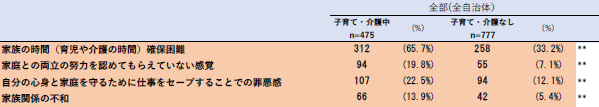 全部(全自治体)
子育て・介護中 (%) 子育て・介護なし (%)
n=475 n=777
家族の時間（育児や介護の時間）確保困難 312 (65.7%) 258 (33.2%) **
家庭との両立の努力を認めてもらえていない感覚 94 (19.8%) 55 (7.1%) **
自分の心身と家庭を守るために仕事をセーブすることでの罪悪感 107 (22.5%) 94 (12.1%) **
家族関係の不和 66 (13.9%) 42 (5.4%) **